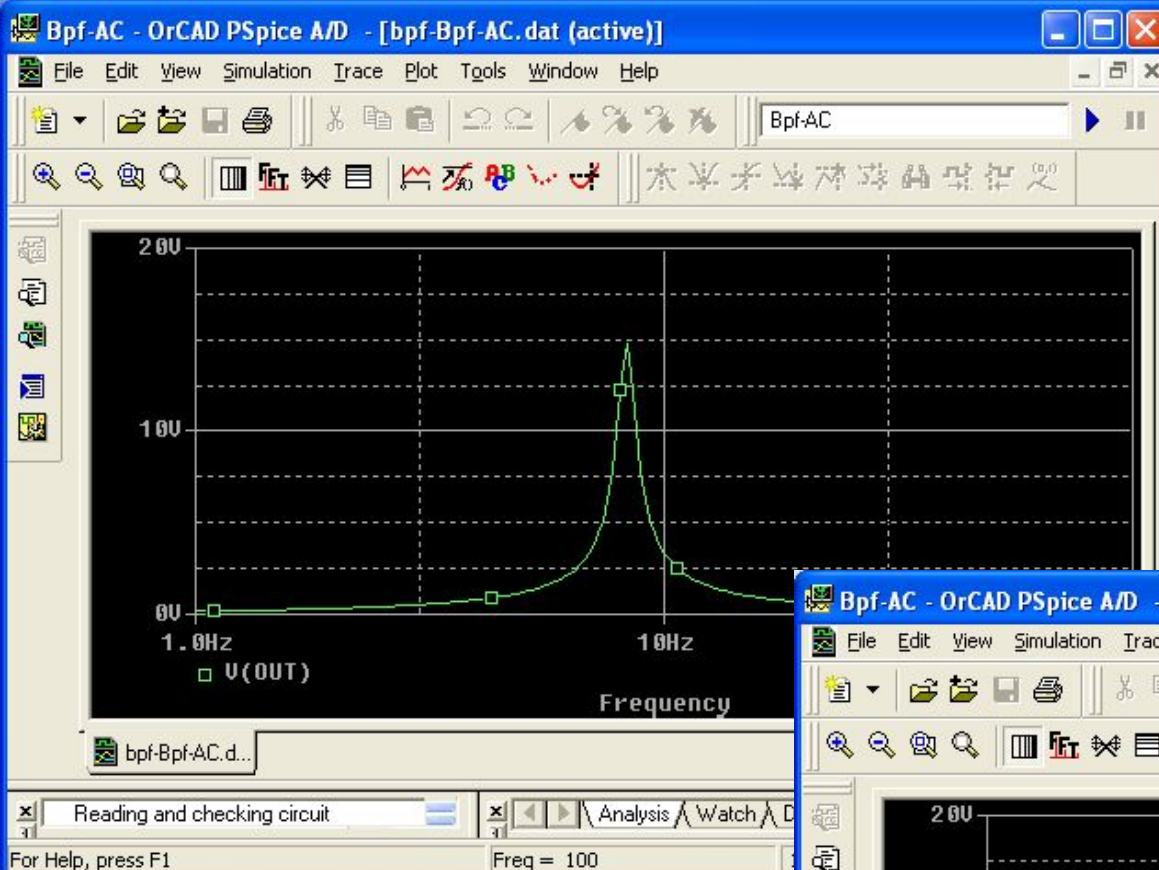 Bpf-AC - OrCAD PSpice A/D - [bpf-Bpf-AC.dat (active)]
File Edit View Simulation Trace Plot Tools Window Help
Bpf-AC
20V
10V
0V
1.0Hz 10Hz
V(OUT)
Frequency
bpf-Bpf-AC.d...
Reading and checking circuit
Analysis Watch D
For Help, press F1 Freq = 100
Bpf-AC - OrCAD PSpice A/D -
File Edit View Simulation Trac
20V